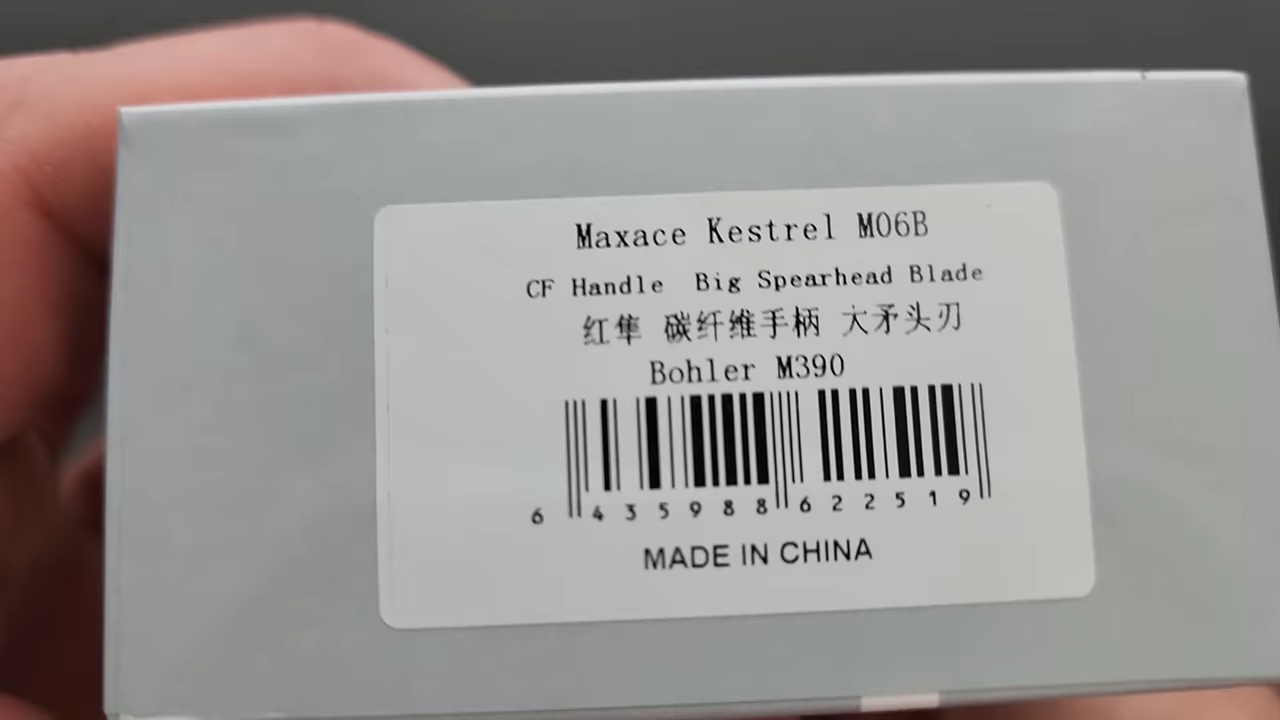 Maxace Kestrel M06B
CF Handle Big Spearhead Blade
红隼 碳纤维手柄 大矛头刃
Bohler M390
6 435988 622519
MADE IN CHINA